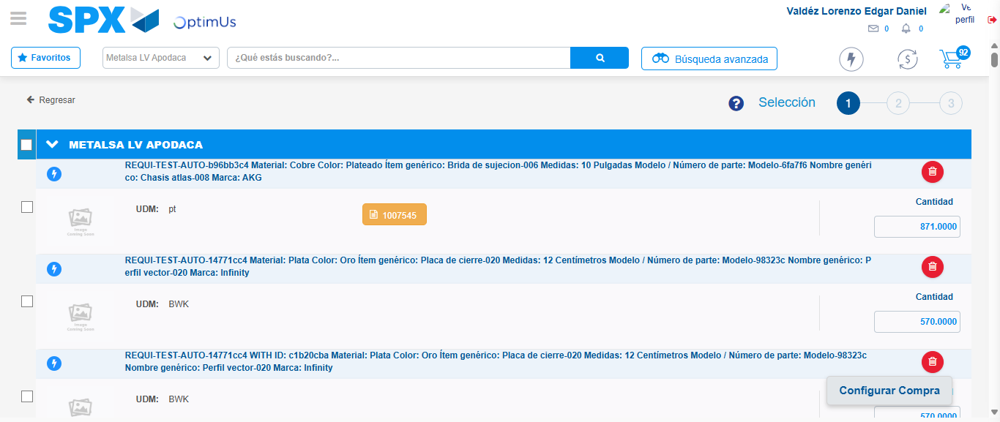 SPX OptimUs
Valdéz Lorenzo Edgar Daniel
0 0
perfil
Favoritos
Metalsa LV Apodaca
¿Qué estás buscando?...
Búsqueda avanzada
$
92
Regresar
? Selección 1 2 3
METALSA LV APODACA
REQUI-TEST-AUTO-b96bb3c4 Material: Cobre Color: Plateado Ítem genérico: Brida de sujecion-006 Medidas: 10 Pulgadas Modelo / Número de parte: Modelo-6fa7f6 Nombre genéri
co: Chasis atlas-008 Marca: AKG
Image
Coming Soon
UDM: pt
1007545
Cantidad
871.0000
REQUI-TEST-AUTO-14771cc4 Material: Plata Color: Oro Ítem genérico: Placa de cierre-020 Medidas: 12 Centímetros Modelo / Número de parte: Modelo-98323c Nombre genérico: P
erfil vector-020 Marca: Infinity
Image
Coming Soon
UDM: BWK
Cantidad
570.0000
REQUI-TEST-AUTO-14771cc4 WITH ID: c1b20cba Material: Plata Color: Oro Ítem genérico: Placa de cierre-020 Medidas: 12 Centímetros Modelo / Número de parte: Modelo-98323c
Nombre genérico: Perfil vector-020 Marca: Infinity
UDM: BWK
Configurar Compra
570.0000